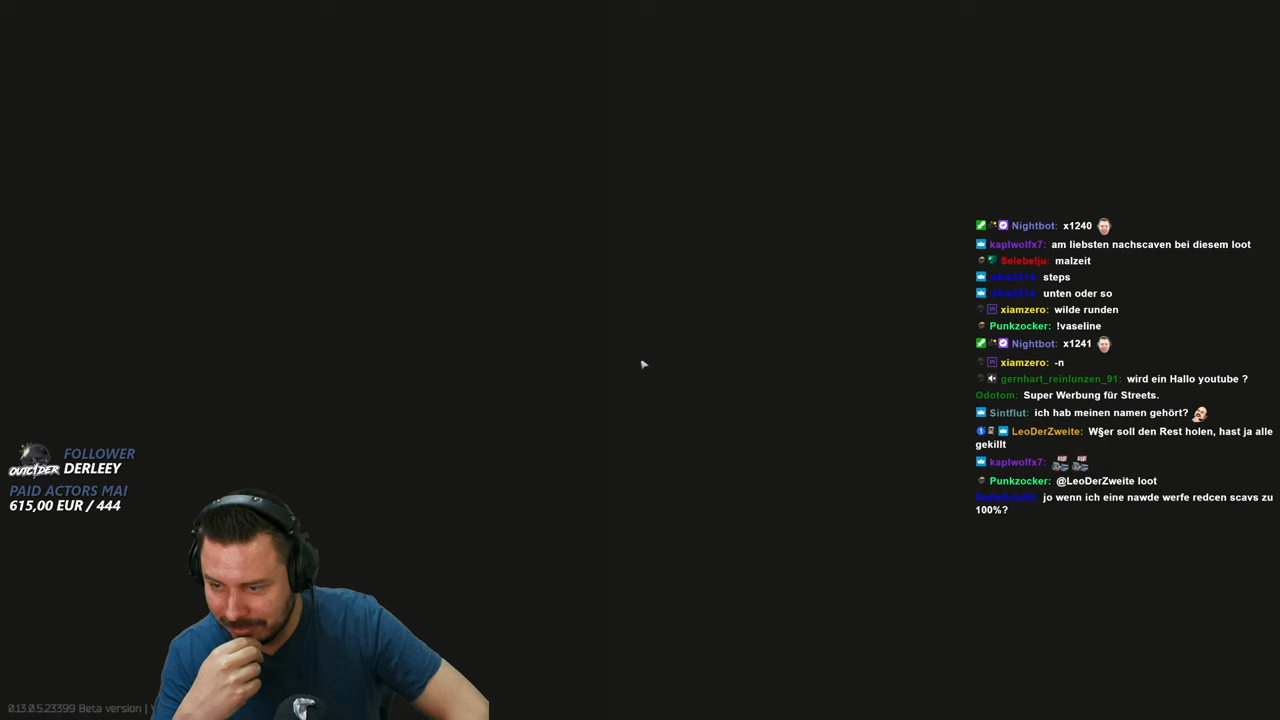 Nightbot: x1240
kaplwolfx7: am liebsten nachscaven bei diesem loot
Selebelju: malzeit
steps
unten oder so
xiamzero: wilde runden
Punkzocker: !vaseline
Nightbot: x1241
xiamzero: -n
gernhart_reinlunzen_91: wird ein Hallo youtube ?
Odotom: Super Werbung für Streets.
Sintflut: ich hab meinen namen gehört?
LeoDerZweite: W§er soll den Rest holen, hast ja alle
gekillt
kaplwolfx7:
Punkzocker: @LeoDerZweite loot
jo wenn ich eine nawde werfe redcen scavs zu
100%?
OUTC!DER
FOLLOWER
DERLEEY
PAID ACTORS MAI
615,00 EUR / 444
0.13.0.5.23399 Beta version |